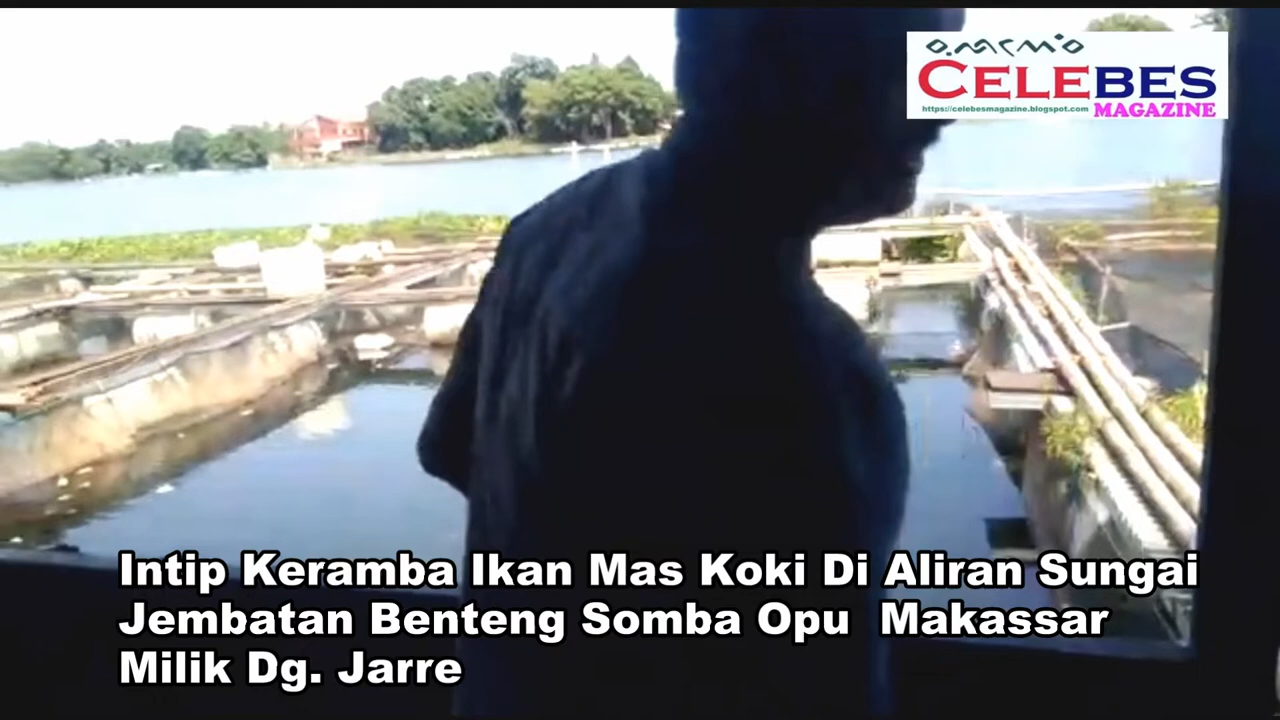 CELEBES
https://celebesmagazine.blogspot.com MAGAZINE
Intip Keramba Ikan Mas Koki Di Aliran Sungai
Jembatan Benteng Somba Opu Makassar
Milik Dg. Jarre